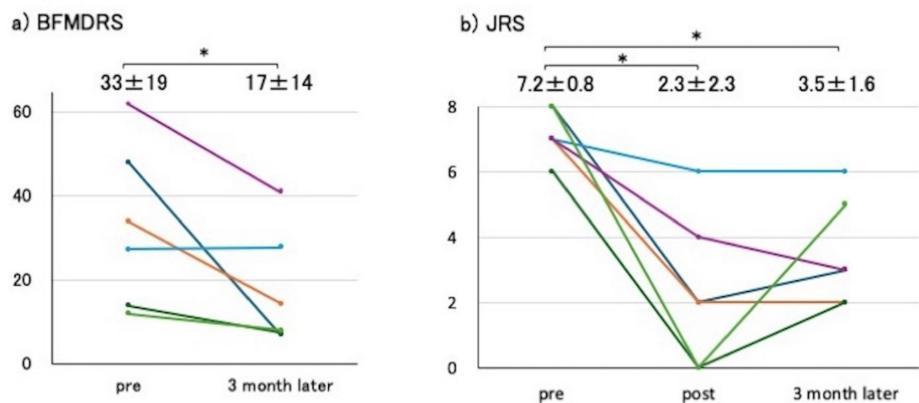 a) BFMDRS
*
33±19 17±14
60
40
20
0
pre 3 month later
b) JRS
*
*
7.2±0.8 2.3±2.3 3.5±1.6
8
6
4
2
0
pre post 3 month later